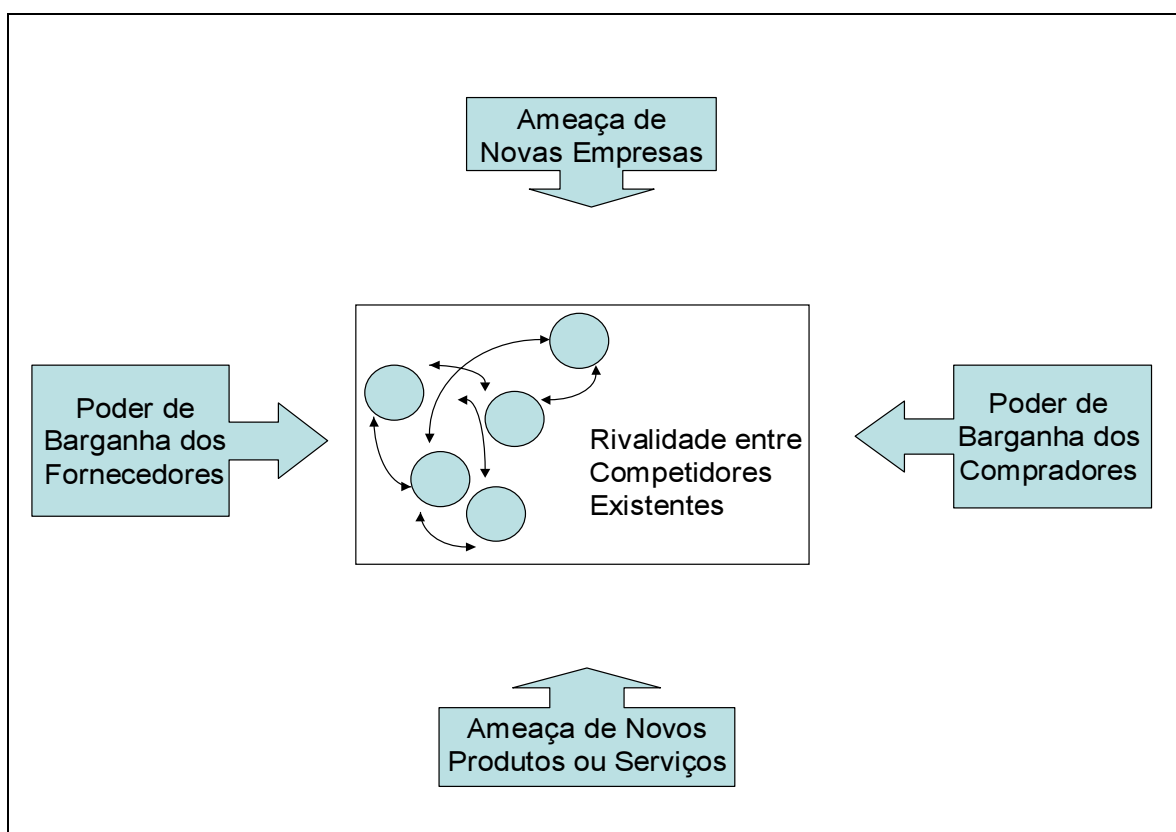 Ameaça de
Novas Empresas
Poder de
Barganha dos
Fornecedores
Rivalidade entre
Competidores
Existentes
Poder de
Barganha dos
Compradores
Ameaça de Novos
Produtos ou Serviços